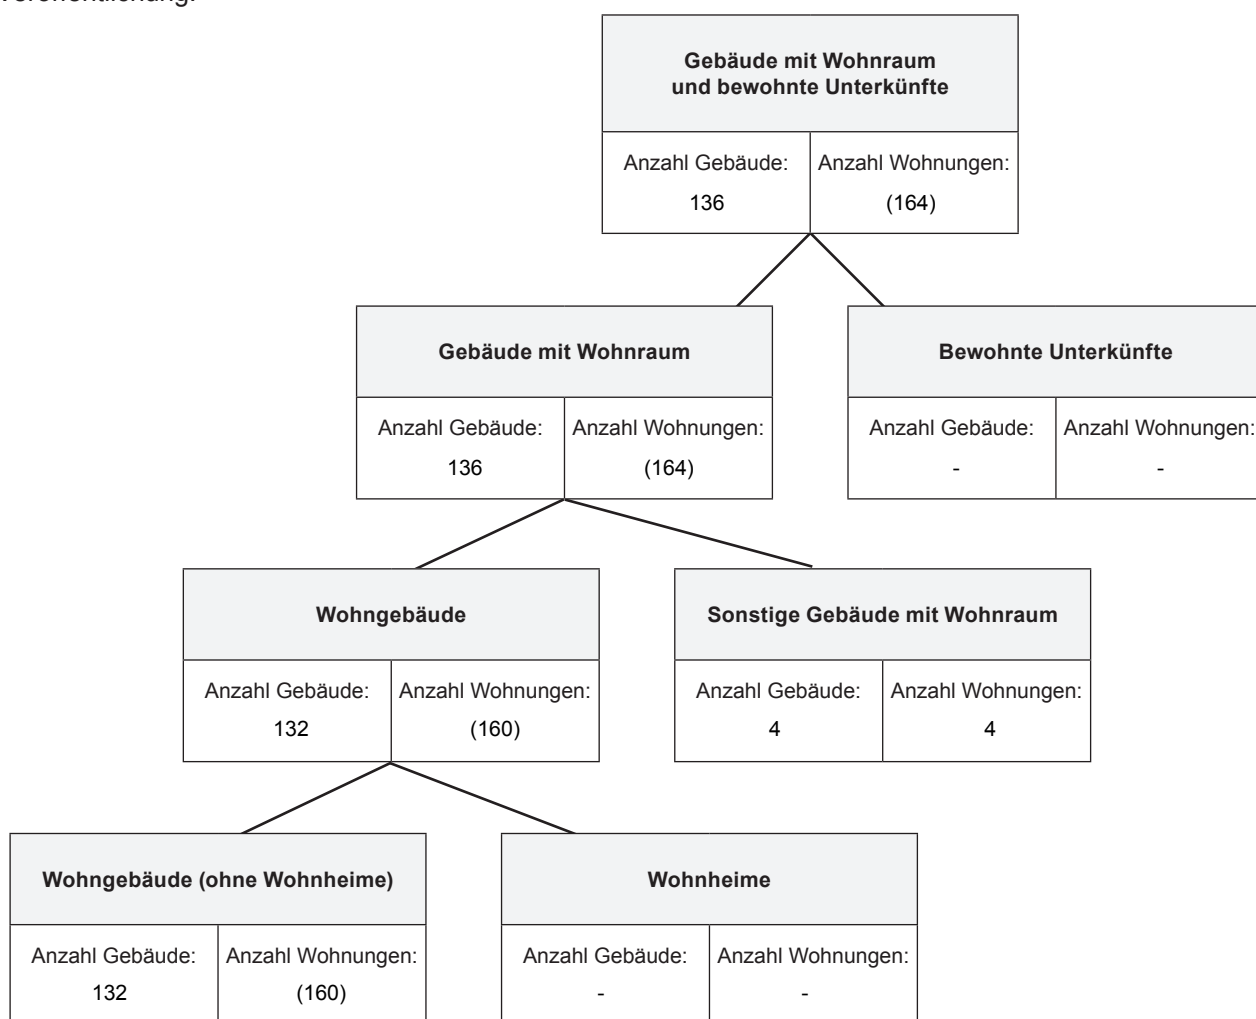 Veröffentlichung.
Gebäude mit Wohnraum
und bewohnte Unterkünfte
Anzahl Gebäude: Anzahl Wohnungen:
136 (164)
Gebäude mit Wohnraum Bewohnte Unterkünfte
Anzahl Gebäude: Anzahl Wohnungen: Anzahl Gebäude: Anzahl Wohnungen:
136 (164) - -
Wohngebäude Sonstige Gebäude mit Wohnraum
Anzahl Gebäude: Anzahl Wohnungen: Anzahl Gebäude: Anzahl Wohnungen:
132 (160) 4 4
Wohngebäude (ohne Wohnheime) Wohnheime
Anzahl Gebäude: Anzahl Wohnungen: Anzahl Gebäude: Anzahl Wohnungen:
132 (160) - -